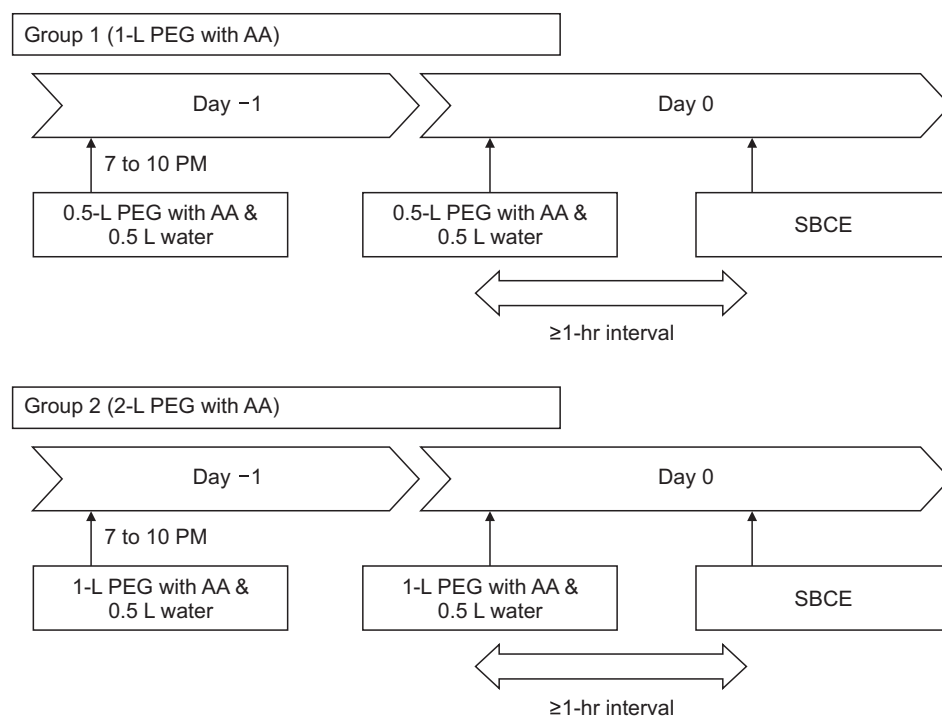 Group 1 (1-L PEG with AA)
Day −1
Day 0
7 to 10 PM
0.5-L PEG with AA &
0.5 L water
0.5-L PEG with AA &
0.5 L water
SBCE
≥1-hr interval
Group 2 (2-L PEG with AA)
Day −1
Day 0
7 to 10 PM
1-L PEG with AA &
0.5 L water
1-L PEG with AA &
0.5 L water
SBCE
≥1-hr interval